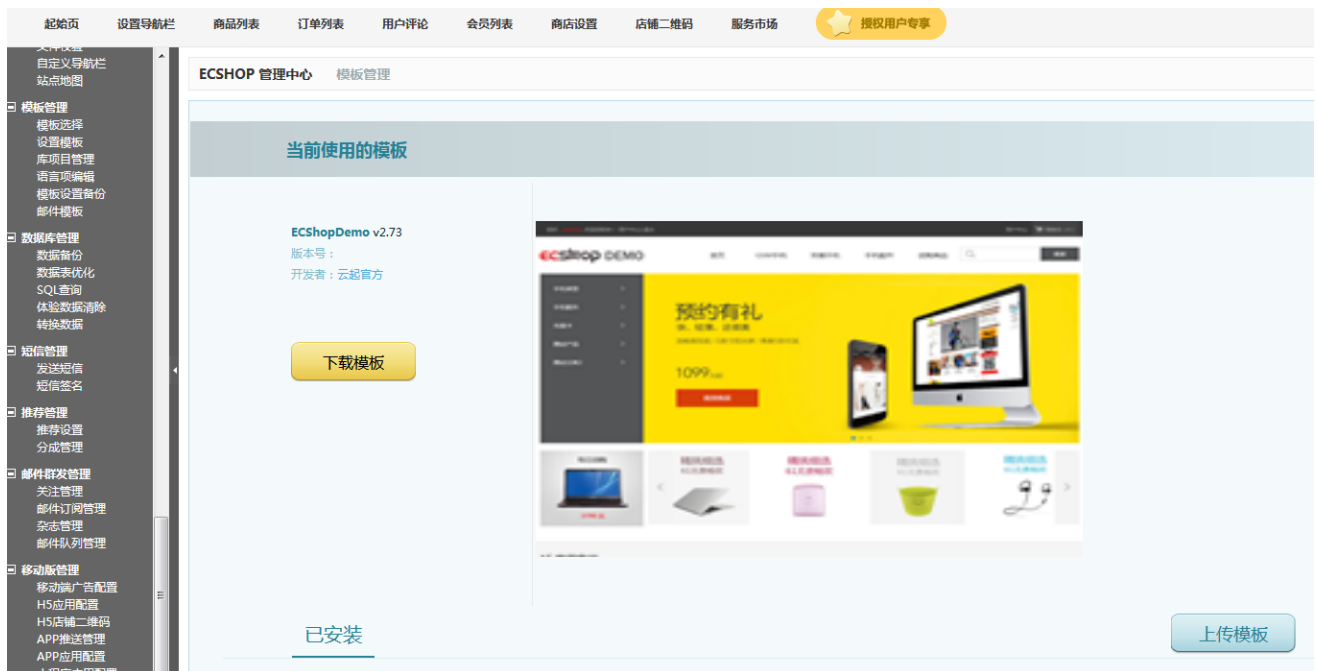 起始页
设置导航栏
商品列表
订单列表
用户评论
会员列表
商店设置
店铺二维码
服务市场
授权用户专享
自定义导航栏
站点地图
模板管理
模板选择
设置模板
库项目管理
语言项编辑
模板设置备份
邮件模板
数据库管理
数据备份
数据表优化
SQL查询
体验数据清除
转换数据
短信管理
发送短信
短信签名
推荐管理
推荐设置
分成管理
邮件群发管理
关注管理
邮件订阅管理
杂志管理
邮件队列管理
移动版管理
移动端广告配置
H5应用配置
H5店铺二维码
APP推送管理
APP应用配置
ECSHOP 管理中心
模板管理
当前使用的模板
ECShopDemo v2.73
版本号：
开发者：云起官方
下载模板
ecshop DEMO
预约有礼
1099
已安装
上传模板